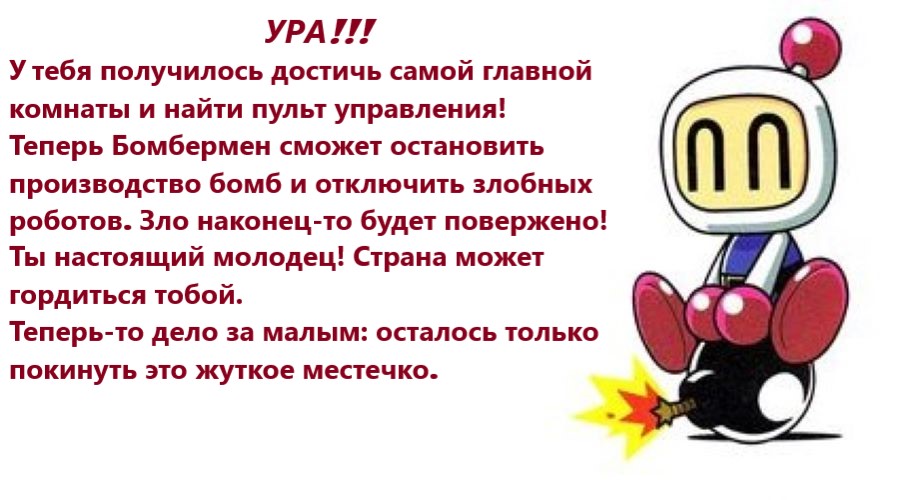 УРА!!!
У тебя получилось достичь самой главной
комнаты и найти пульт управления!
Теперь Бомбермен сможет остановить
производство бомб и отключить злобных
роботов. Зло наконец-то будет повержено!
Ты настоящий молодец! Страна может
гордиться тобой.
Теперь-то дело за малым: осталось только
покинуть это жуткое местечко.